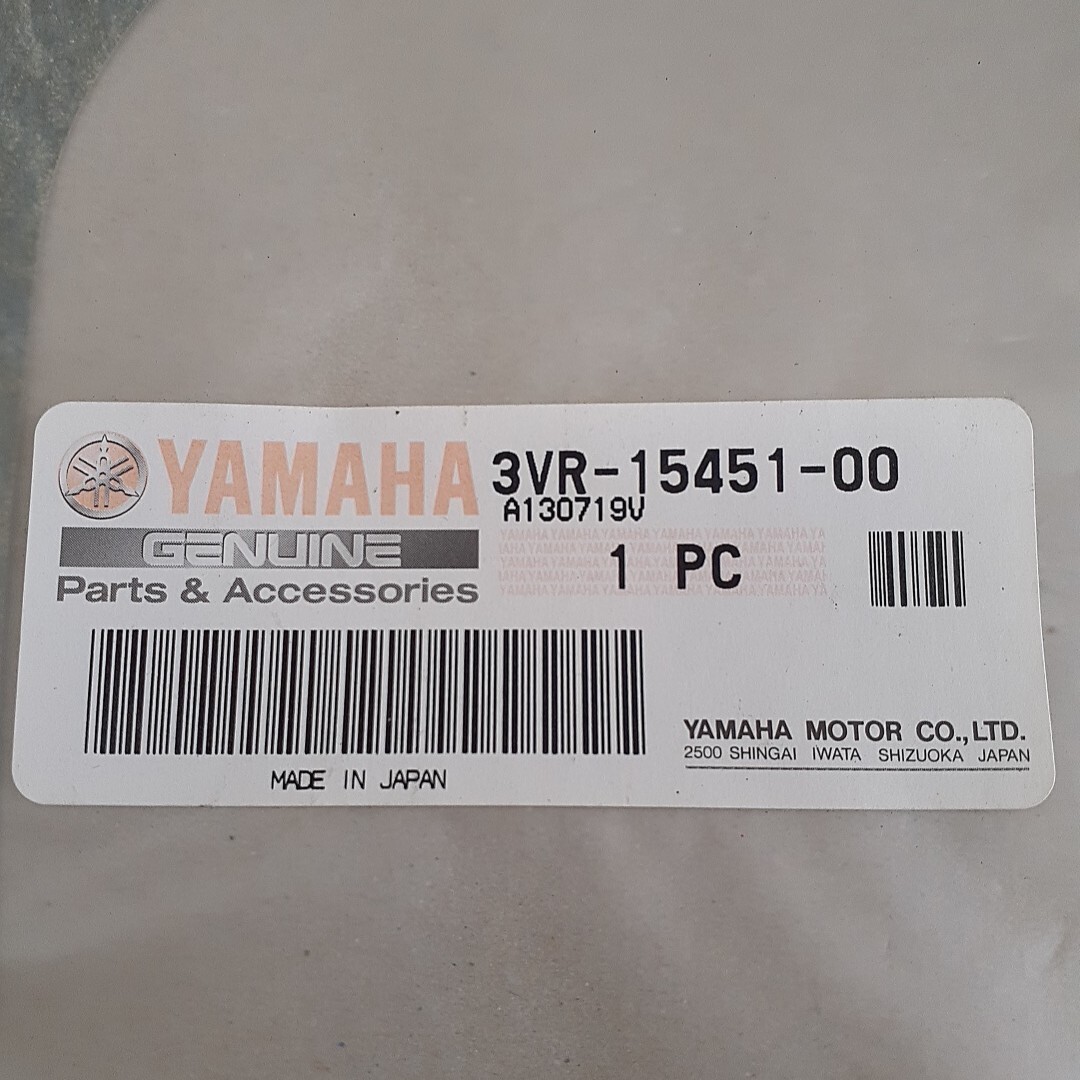 YAMAHA 3VR-15451-00
A130719V
GENUINE
1 PC
Parts & Accessories
YAMAHA MOTOR CO.,LTD.
2500 SHINGAI IWATA SHIZUOKA JAPAN
MADE IN JAPAN